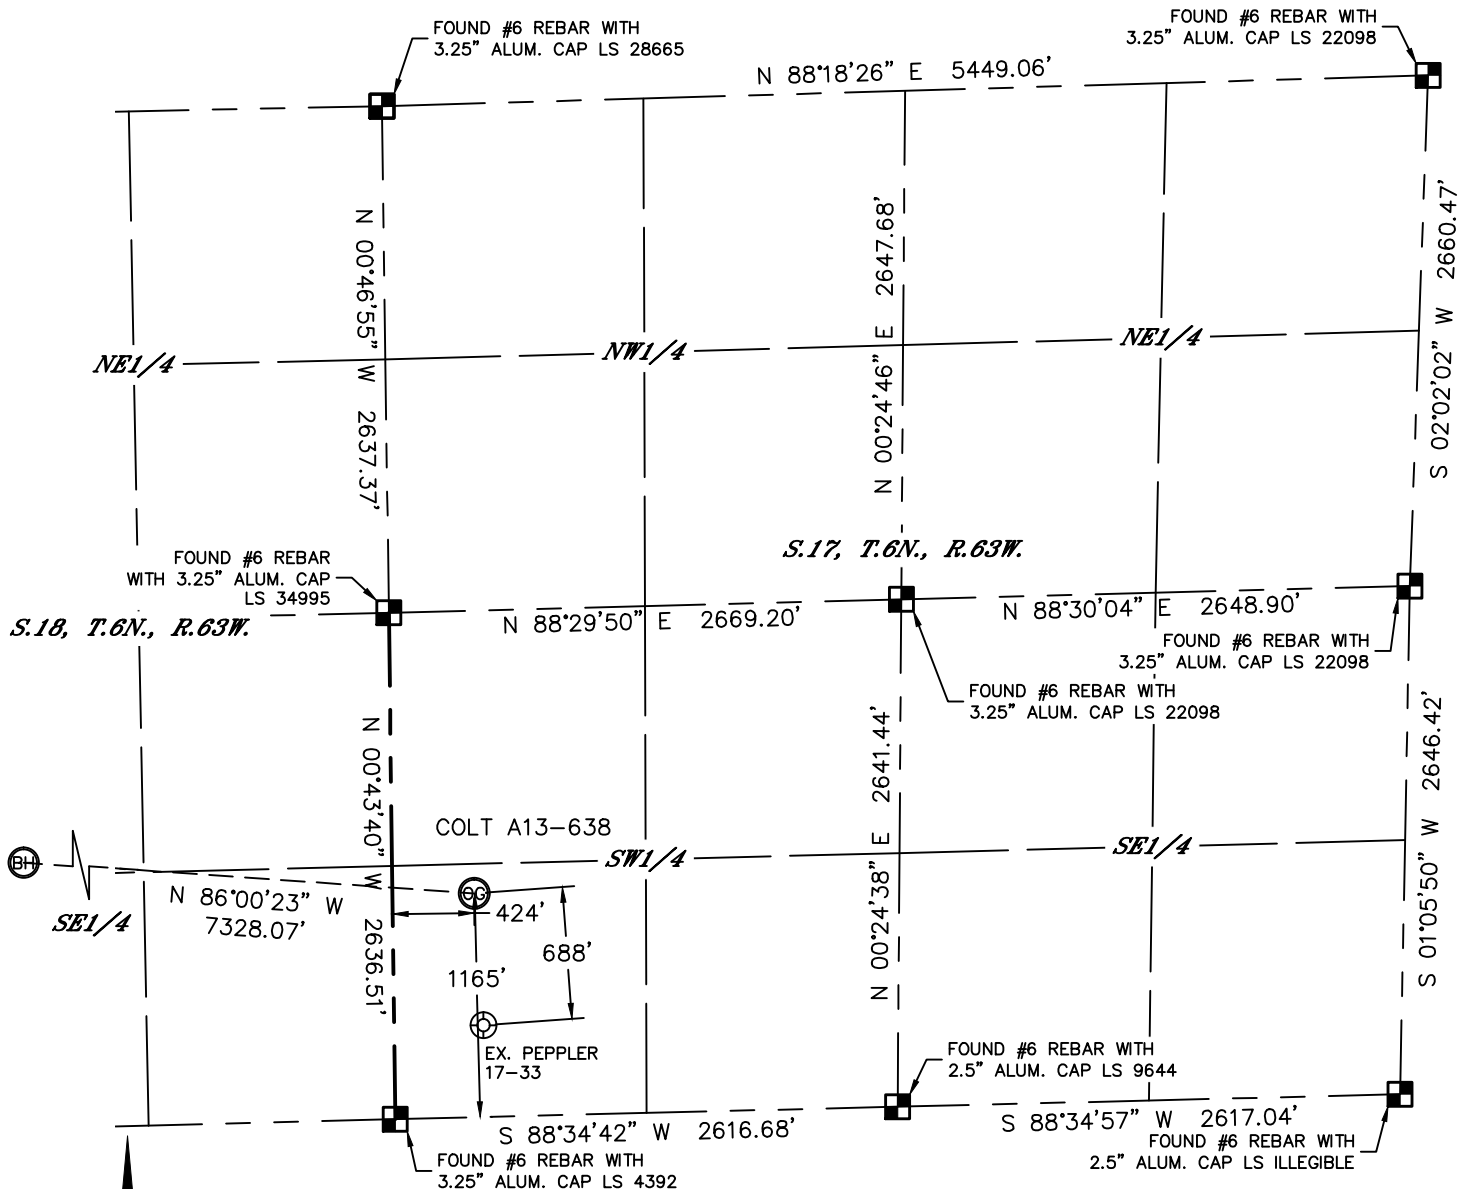 FOUND #6 REBAR WITH
3.25" ALUM. CAP LS 28665
FOUND #6 REBAR WITH
3.25" ALUM. CAP LS 22098
N 88°18'26" E 5449.06'
N 00°46'55" W 2637.37'
N 00°24'46" E 2647.68'
S 02°02'02" W 2660.47'
NE1/4
NW1/4
NE1/4
S.17, T.6N., R.63W.
FOUND #6 REBAR
WITH 3.25" ALUM. CAP
LS 34995
S.18, T.6N., R.63W.
N 88°29'50" E 2669.20'
N 88°30'04" E 2648.90'
FOUND #6 REBAR WITH
3.25" ALUM. CAP LS 22098
FOUND #6 REBAR WITH
3.25" ALUM. CAP LS 22098
N 00°43'40" W 2636.51'
N 00°24'38" E 2641.44'
S 01°05'50" W 2646.42'
COLT A13-638
SW1/4
SE1/4
BH
OG
N 86°00'23" W
7328.07'
SE1/4
424'
688'
1165'
EX. PEPPLER
17-33
FOUND #6 REBAR WITH
2.5" ALUM. CAP LS 9644
S 88°34'42" W 2616.68'
S 88°34'57" W 2617.04'
FOUND #6 REBAR WITH
2.5" ALUM. CAP LS ILLEGIBLE
FOUND #6 REBAR WITH
3.25" ALUM. CAP LS 4392